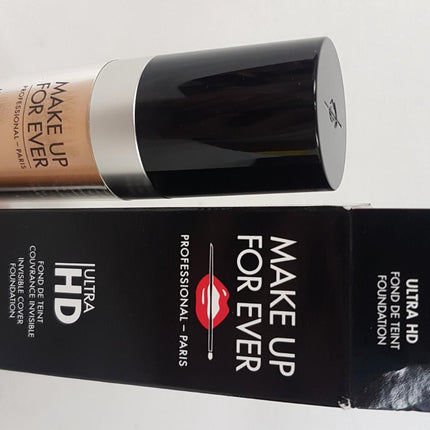 MAKE UP
FOR EVER
PROFESSIONAL – PARIS
MAKE UP
FOR EVER
PROFESSIONAL – PARIS
ULTRA
HD
FOND DE TEINT
COUVRANCE INVISIBLE
INVISIBLE COVER
FOUNDATION
ULTRA HD
FOND DE TEINT
FOUNDATION